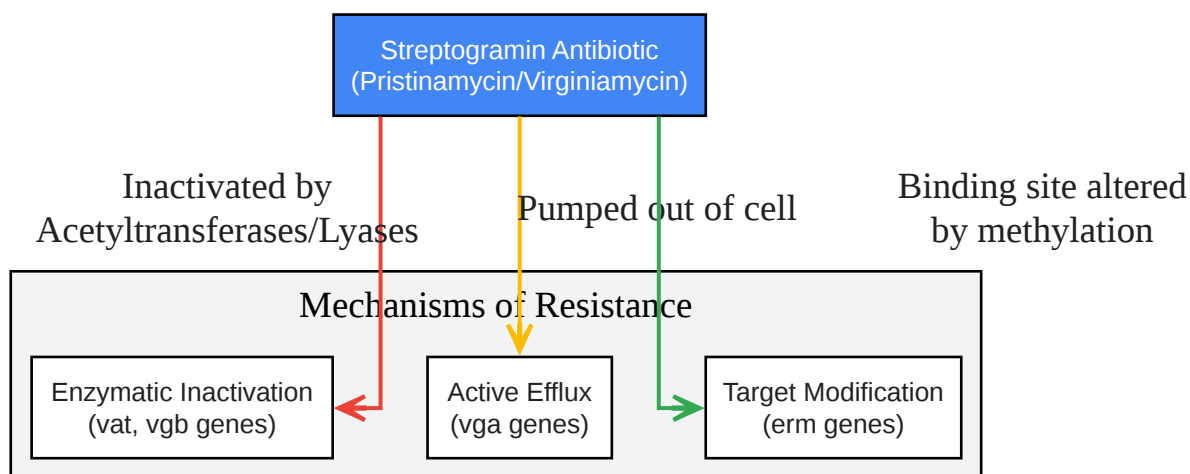 Streptogramin Antibiotic
(Pristinamycin/Virginiamycin)
Inactivated by
Acetyltransferases/Lyases
Pumped out of cell
Binding site altered
by methylation
Mechanisms of Resistance
Enzymatic Inactivation
(vat, vgb genes)
Active Efflux
(vga genes)
Target Modification
(erm genes)